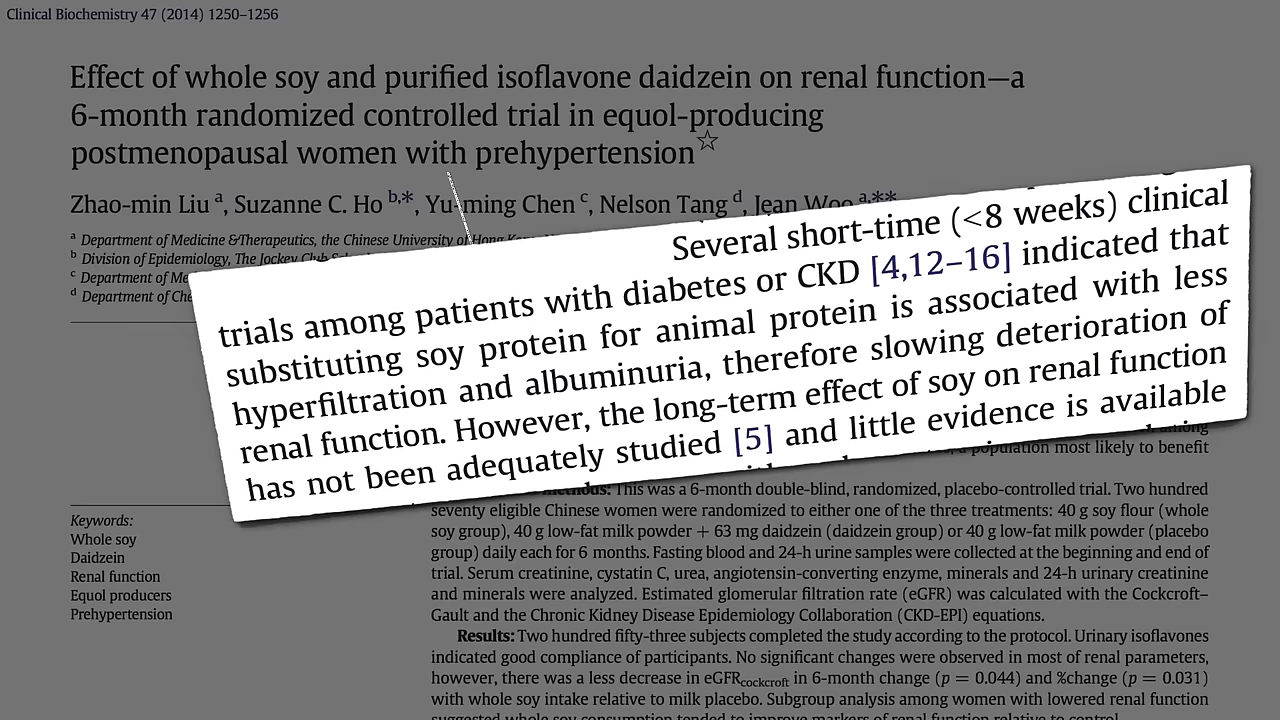 Clinical Biochemistry 47 (2014) 1250–1256
Effect of whole soy and purified isoflavone daidzein on renal function—a
6-month randomized controlled trial in equol-producing
postmenopausal women with prehypertension☆
Zhao-min Liu a, Suzanne C. Ho b,*, Yu-ming Chen c, Nelson Tang d, Jean Woo a,**
a Department of Medicine &Therapeutics, the Chinese University of Hong
b Division of Epidemiology, The Jockey Club
c Department of
d Department of
Several short-time (<8 weeks) clinical
trials among patients with diabetes or CKD [4,12–16] indicated that
substituting soy protein for animal protein is associated with less
hyperfiltration and albuminuria, therefore slowing deterioration of
renal function. However, the long-term effect of soy on renal function
has not been adequately studied [5] and little evidence is available
among
population most likely to benefit
methods: This was a 6-month double-blind, randomized, placebo-controlled trial. Two hundred
seventy eligible Chinese women were randomized to either one of the three treatments: 40 g soy flour (whole
soy group), 40 g low-fat milk powder + 63 mg daidzein (daidzein group) or 40 g low-fat milk powder (placebo
group) daily each for 6 months. Fasting blood and 24-h urine samples were collected at the beginning and end of
trial. Serum creatinine, cystatin C, urea, angiotensin-converting enzyme, minerals and 24-h urinary creatinine
and minerals were analyzed. Estimated glomerular filtration rate (eGFR) was calculated with the Cockcroft–
Gault and the Chronic Kidney Disease Epidemiology Collaboration (CKD-EPI) equations.
Results: Two hundred fifty-three subjects completed the study according to the protocol. Urinary isoflavones
indicated good compliance of participants. No significant changes were observed in most of renal parameters,
however, there was a less decrease in eGFRcockcroft in 6-month change (p = 0.044) and %change (p = 0.031)
with whole soy intake relative to milk placebo. Subgroup analysis among women with lowered renal function
suggested whole soy consumption tended to improve markers of renal function relative to control.
Keywords:
Whole soy
Daidzein
Renal function
Equol producers
Prehypertension